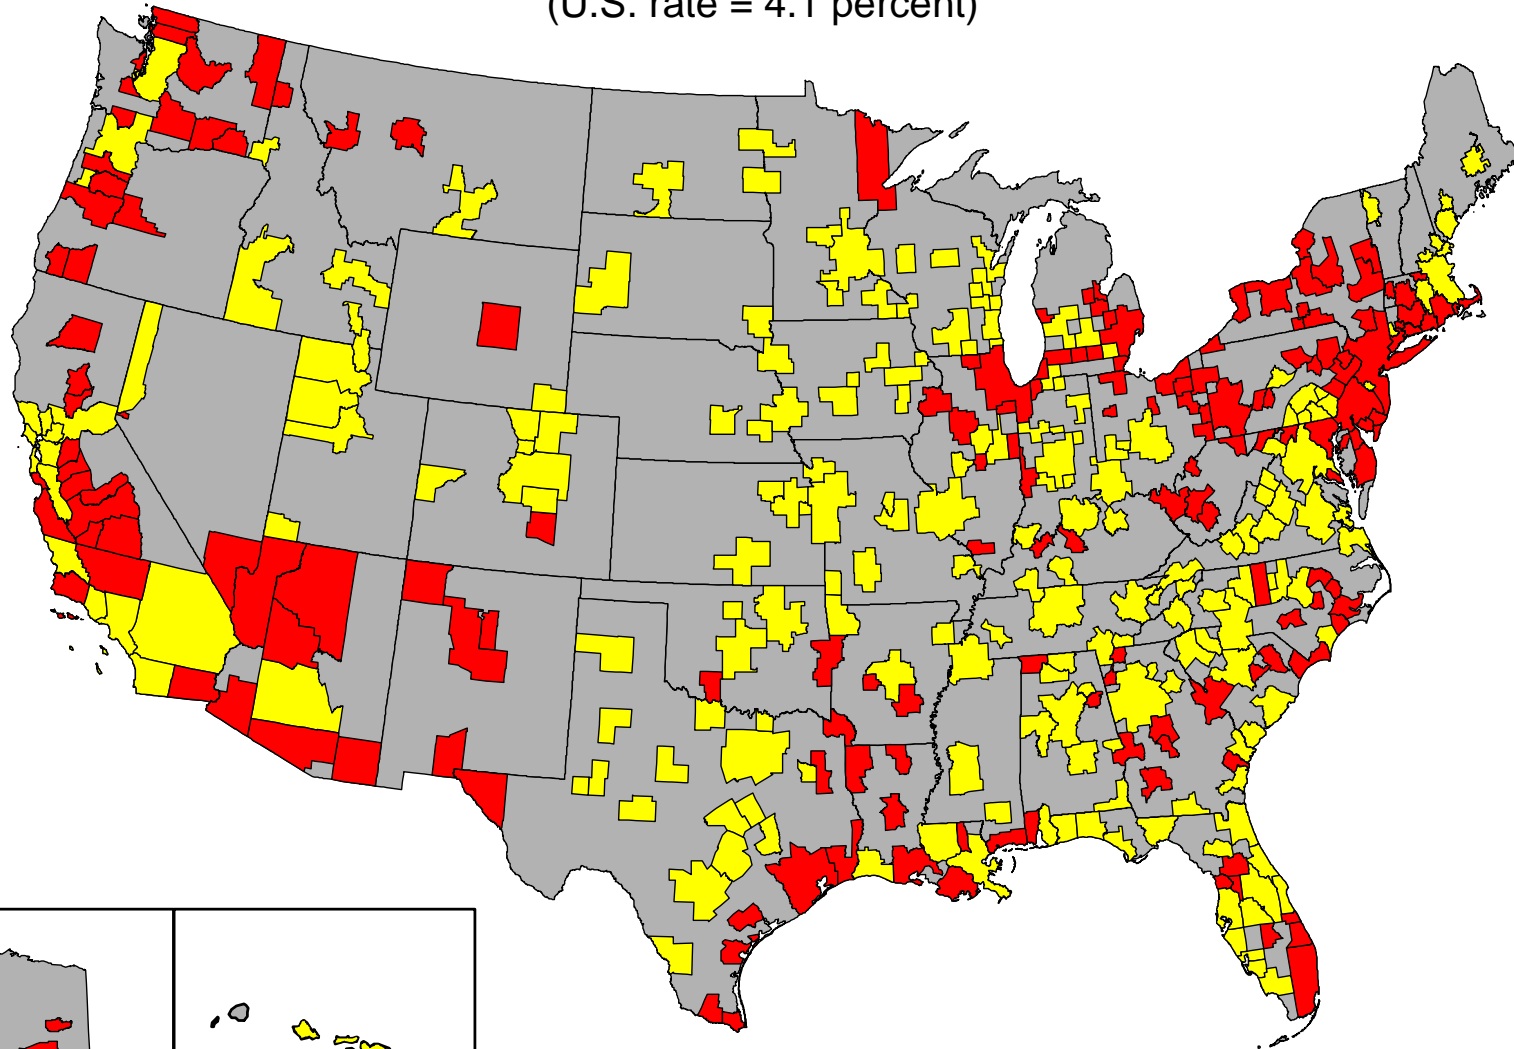 (U.S. rate = 4.1 percent)